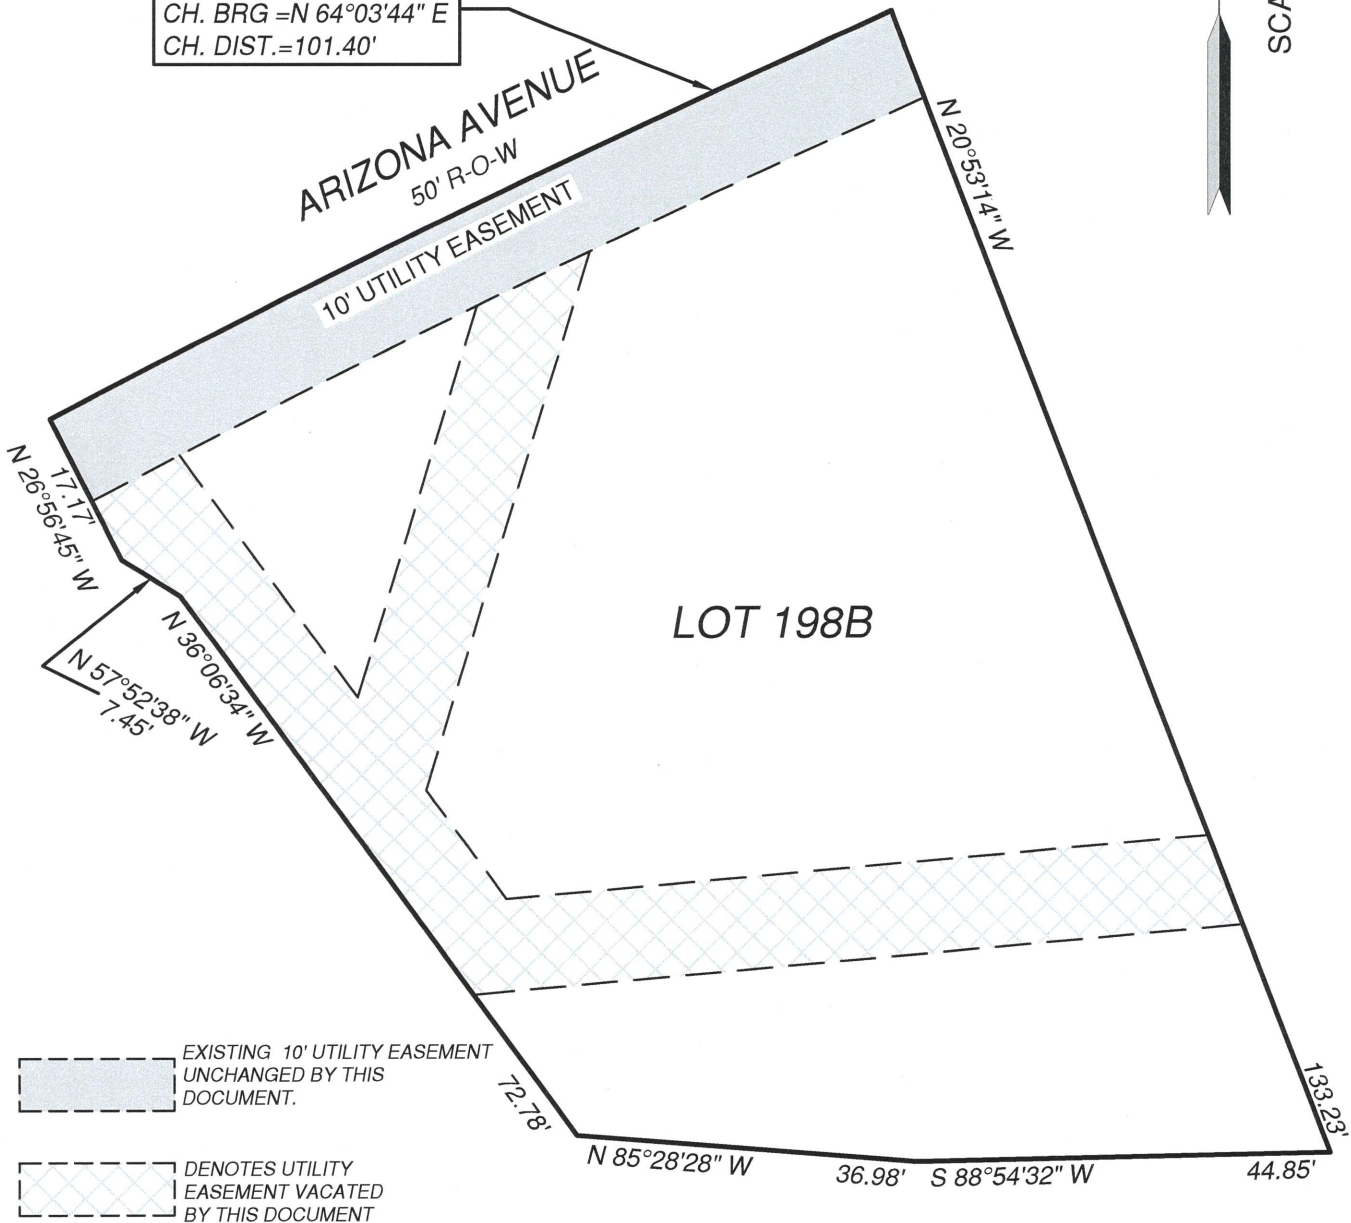 CH. BRG =N 64°03'44" E
CH. DIST.=101.40'
ARIZONA AVENUE
50' R-O-W
10' UTILITY EASEMENT
N 20°53'14" W
17.17'
N 26°56'45" W
N 36°06'34" W
N 57°52'38" W
7.45'
LOT 198B
72.78'
133.23'
N 85°28'28" W
36.98'
S 88°54'32" W
44.85'
EXISTING 10' UTILITY EASEMENT
UNCHANGED BY THIS
DOCUMENT.
DENOTES UTILITY
EASEMENT VACATED
BY THIS DOCUMENT